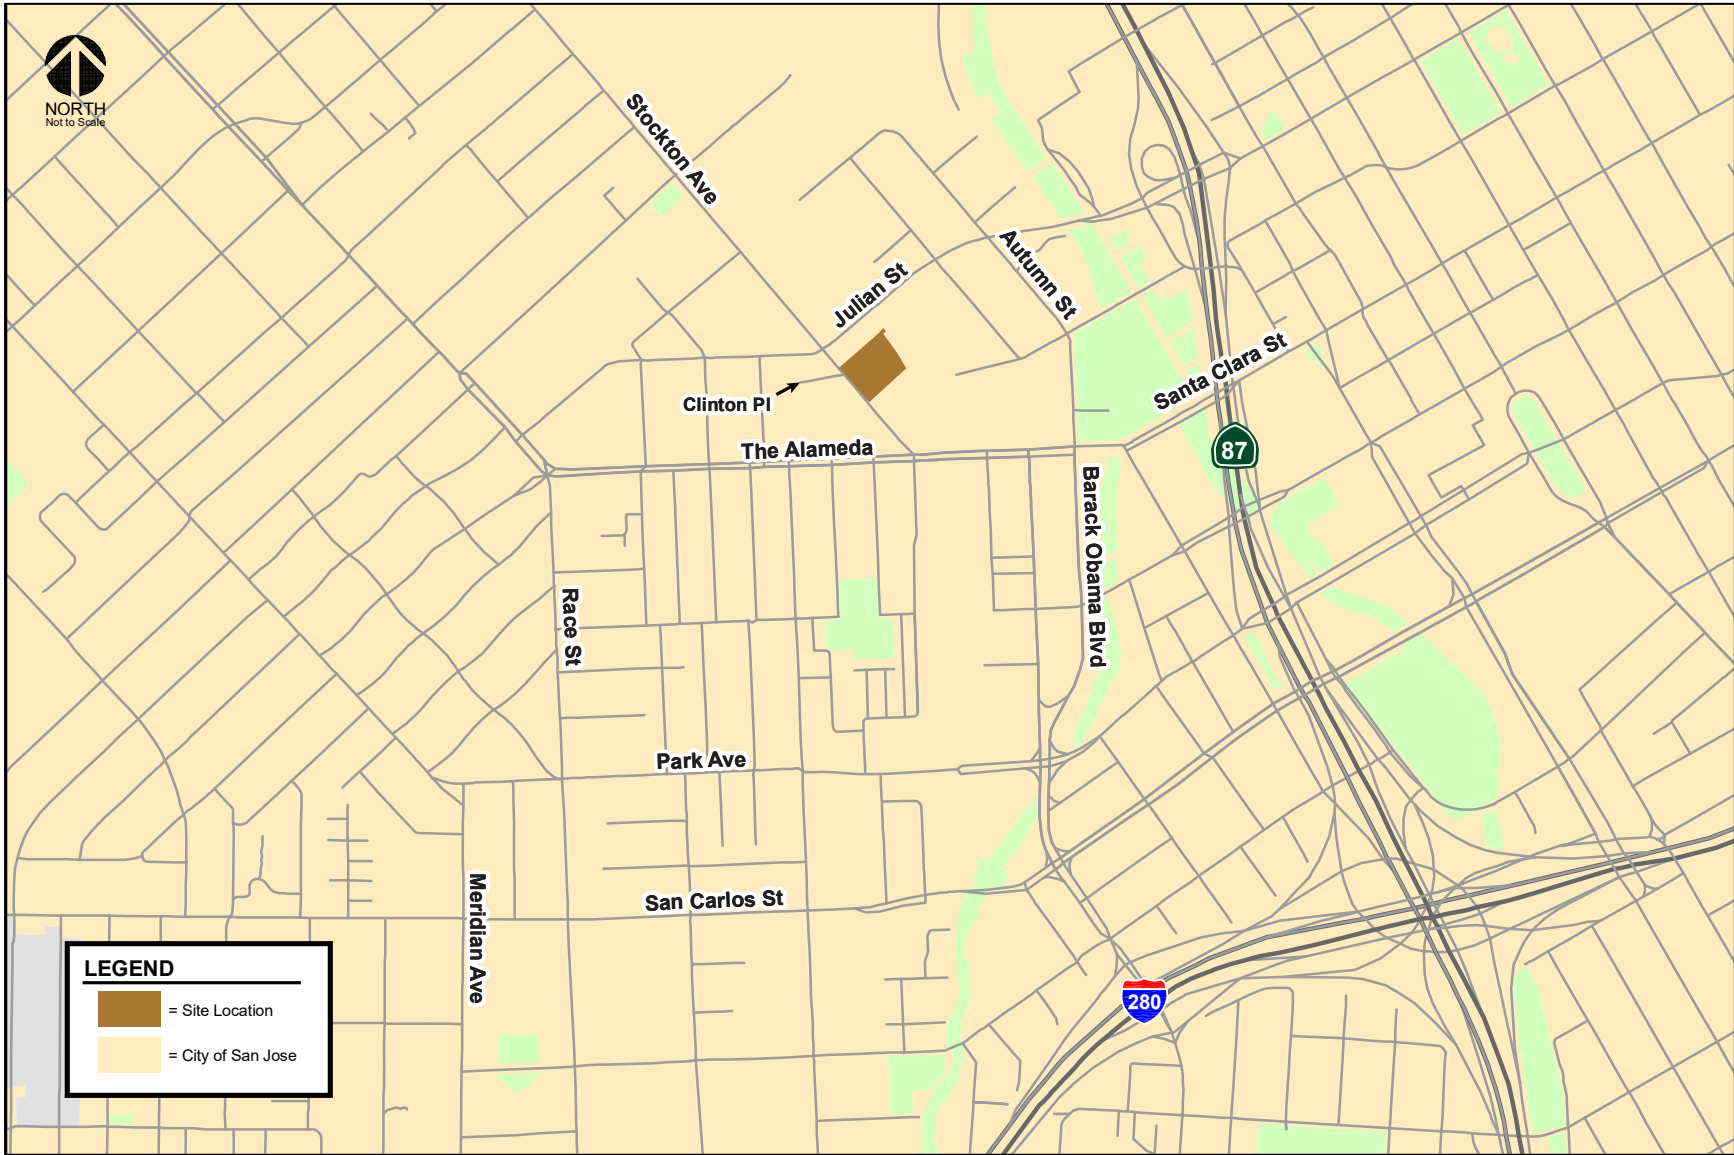 NORTH
Not to Scale
Stockton Ave
Autumn St
Julian St
Santa Clara St
Clinton Pl
The Alameda
87
Barack Obama Blvd
Race St
Park Ave
Meridian Ave
San Carlos St
280
LEGEND
= Site Location
= City of San Jose